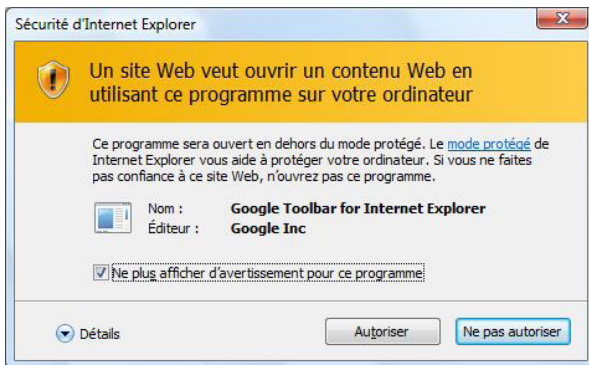 Sécurité d'Internet Explorer
Un site Web veut ouvrir un contenu Web en
utilisant ce programme sur votre ordinateur
Ce programme sera ouvert en dehors du mode protégé. Le mode protégé de
Internet Explorer vous aide à protéger votre ordinateur. Si vous ne faites
pas confiance à ce site Web, n'ouvrez pas ce programme.
Nom : Google Toolbar for Internet Explorer
Éditeur : Google Inc
Ne plus afficher d'avertissement pour ce programme
Détails Autoriser Ne pas autoriser